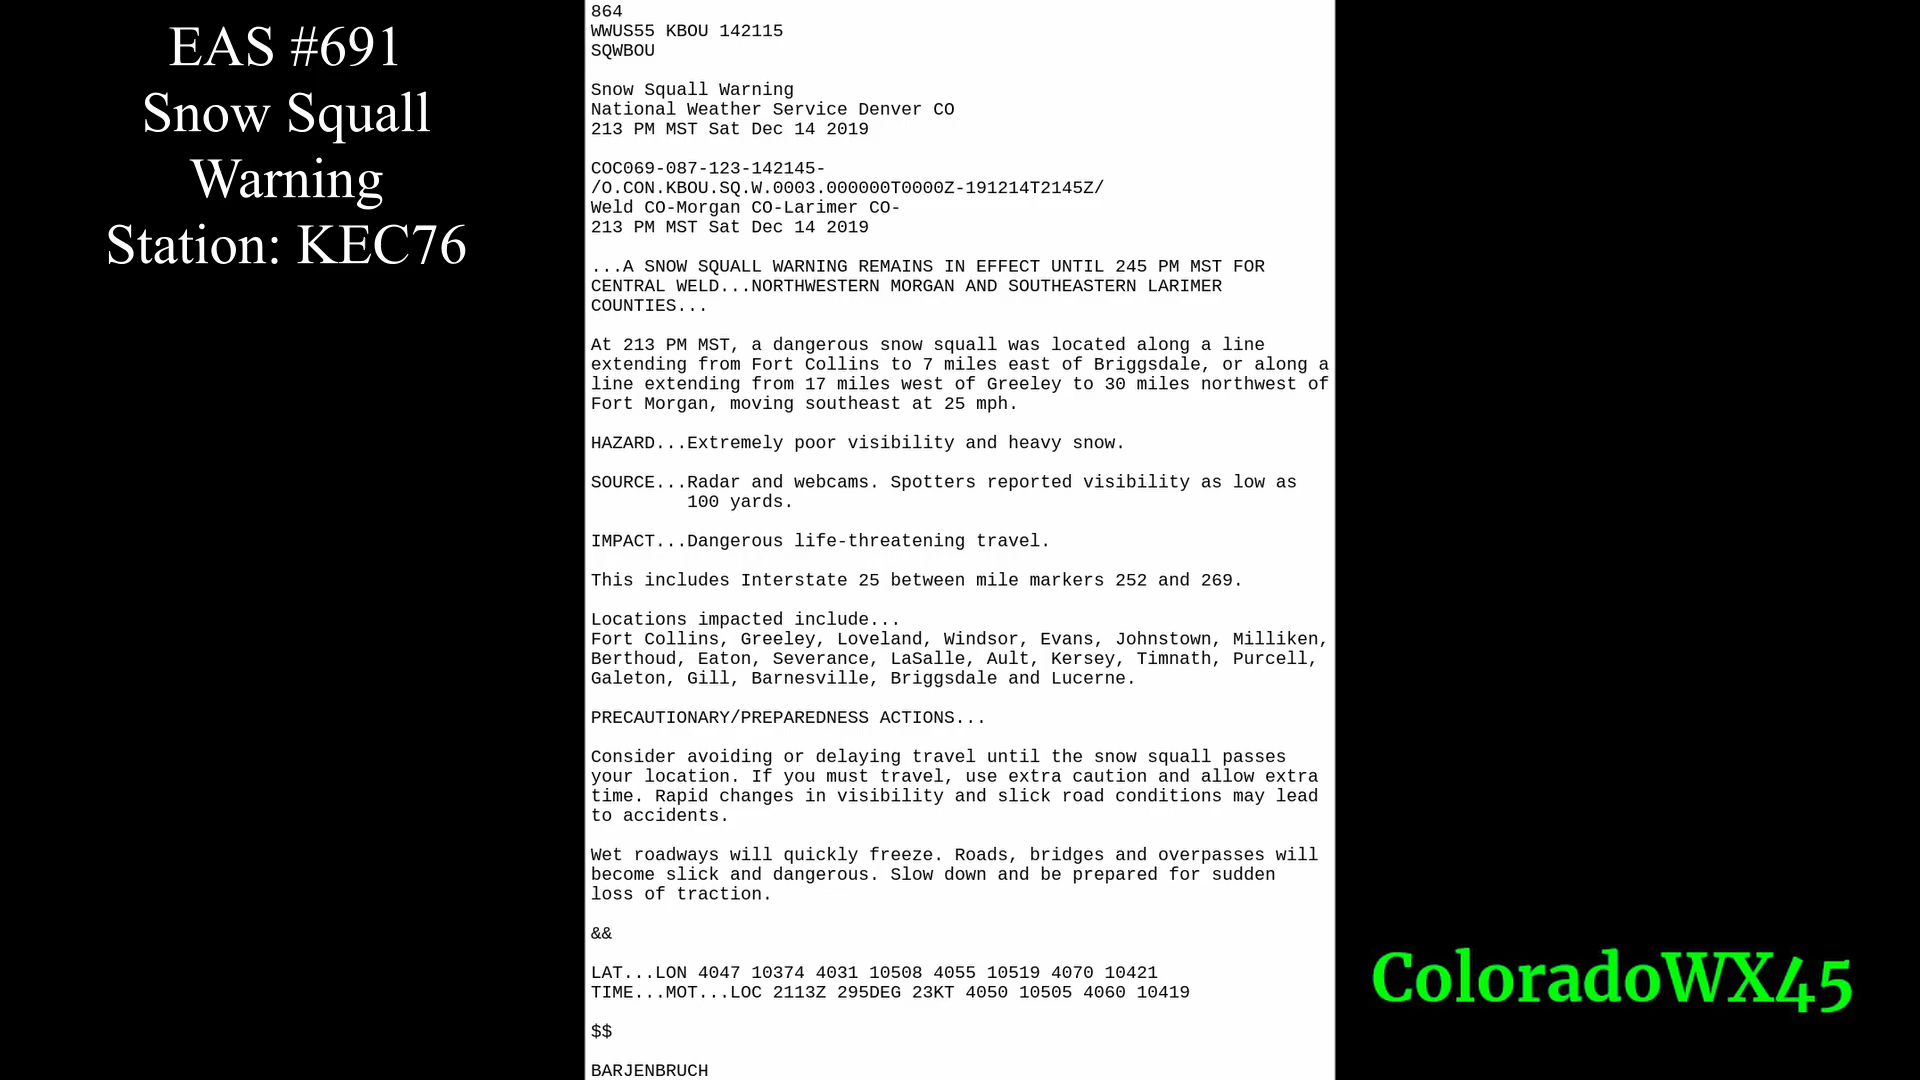 EAS #691
Snow Squall
Warning
Station: KEC76
864
WWUS55 KBOU 142115
SQWBOU
Snow Squall Warning
National Weather Service Denver CO
213 PM MST Sat Dec 14 2019
COC069-087-123-142145-
/O.CON.KBOU.SQ.W.0003.000000T0000Z-191214T2145Z/
Weld CO-Morgan CO-Larimer CO-
213 PM MST Sat Dec 14 2019
...A SNOW SQUALL WARNING REMAINS IN EFFECT UNTIL 245 PM MST FOR
CENTRAL WELD...NORTHWESTERN MORGAN AND SOUTHEASTERN LARIMER
COUNTIES...
At 213 PM MST, a dangerous snow squall was located along a line
extending from Fort Collins to 7 miles east of Briggsdale, or along a
line extending from 17 miles west of Greeley to 30 miles northwest of
Fort Morgan, moving southeast at 25 mph.
HAZARD...Extremely poor visibility and heavy snow.
SOURCE...Radar and webcams. Spotters reported visibility as low as
100 yards.
IMPACT...Dangerous life-threatening travel.
This includes Interstate 25 between mile markers 252 and 269.
Locations impacted include...
Fort Collins, Greeley, Loveland, Windsor, Evans, Johnstown, Milliken,
Berthoud, Eaton, Severance, LaSalle, Ault, Kersey, Timnath, Purcell,
Galeton, Gill, Barnesville, Briggsdale and Lucerne.
PRECAUTIONARY/PREPAREDNESS ACTIONS...
Consider avoiding or delaying travel until the snow squall passes
your location. If you must travel, use extra caution and allow extra
time. Rapid changes in visibility and slick road conditions may lead
to accidents.
Wet roadways will quickly freeze. Roads, bridges and overpasses will
become slick and dangerous. Slow down and be prepared for sudden
loss of traction.
&&
LAT...LON 4047 10374 4031 10508 4055 10519 4070 10421
TIME...MOT...LOC 2113Z 295DEG 23KT 4050 10505 4060 10419
$$
BARJENBRUCH
ColoradoWX45